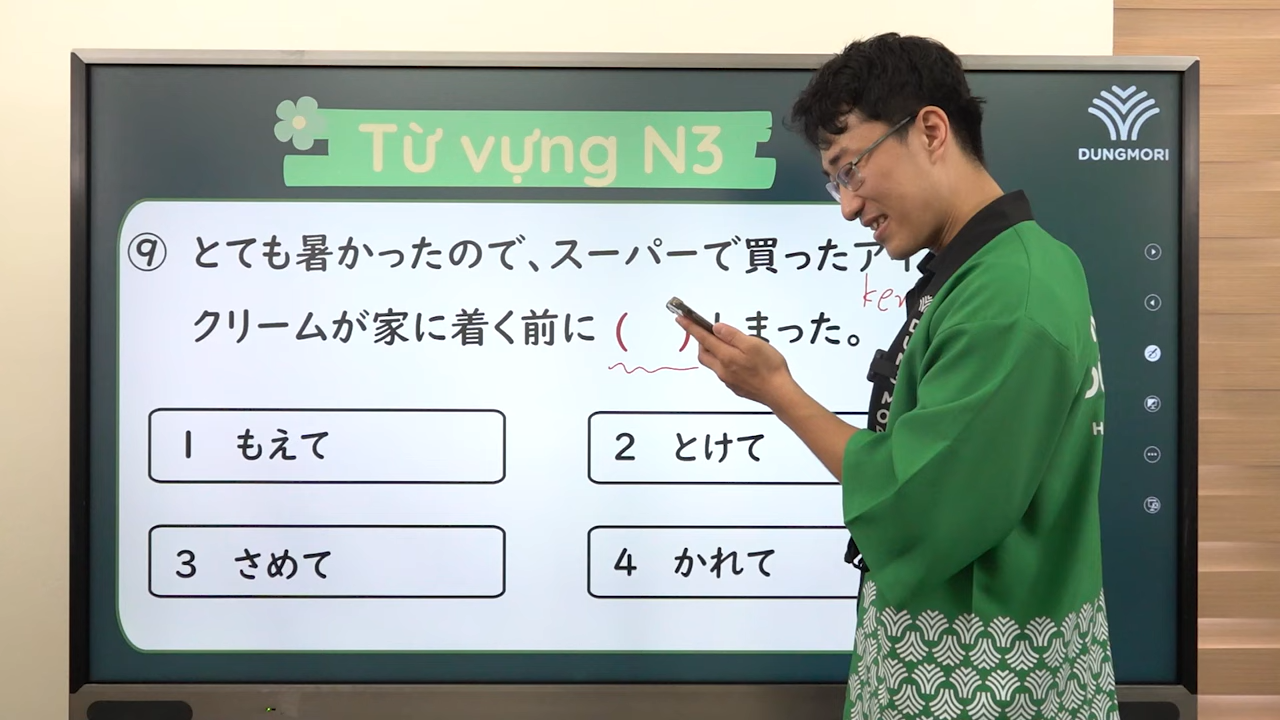 Từ vựng N3
DUNGMORI
⑨ とても暑かったので、スーパーで買ったアイ
クリームが家に着く前に ( ) しまった。
1 もえて
2 とけて
3 さめて
4 かれて